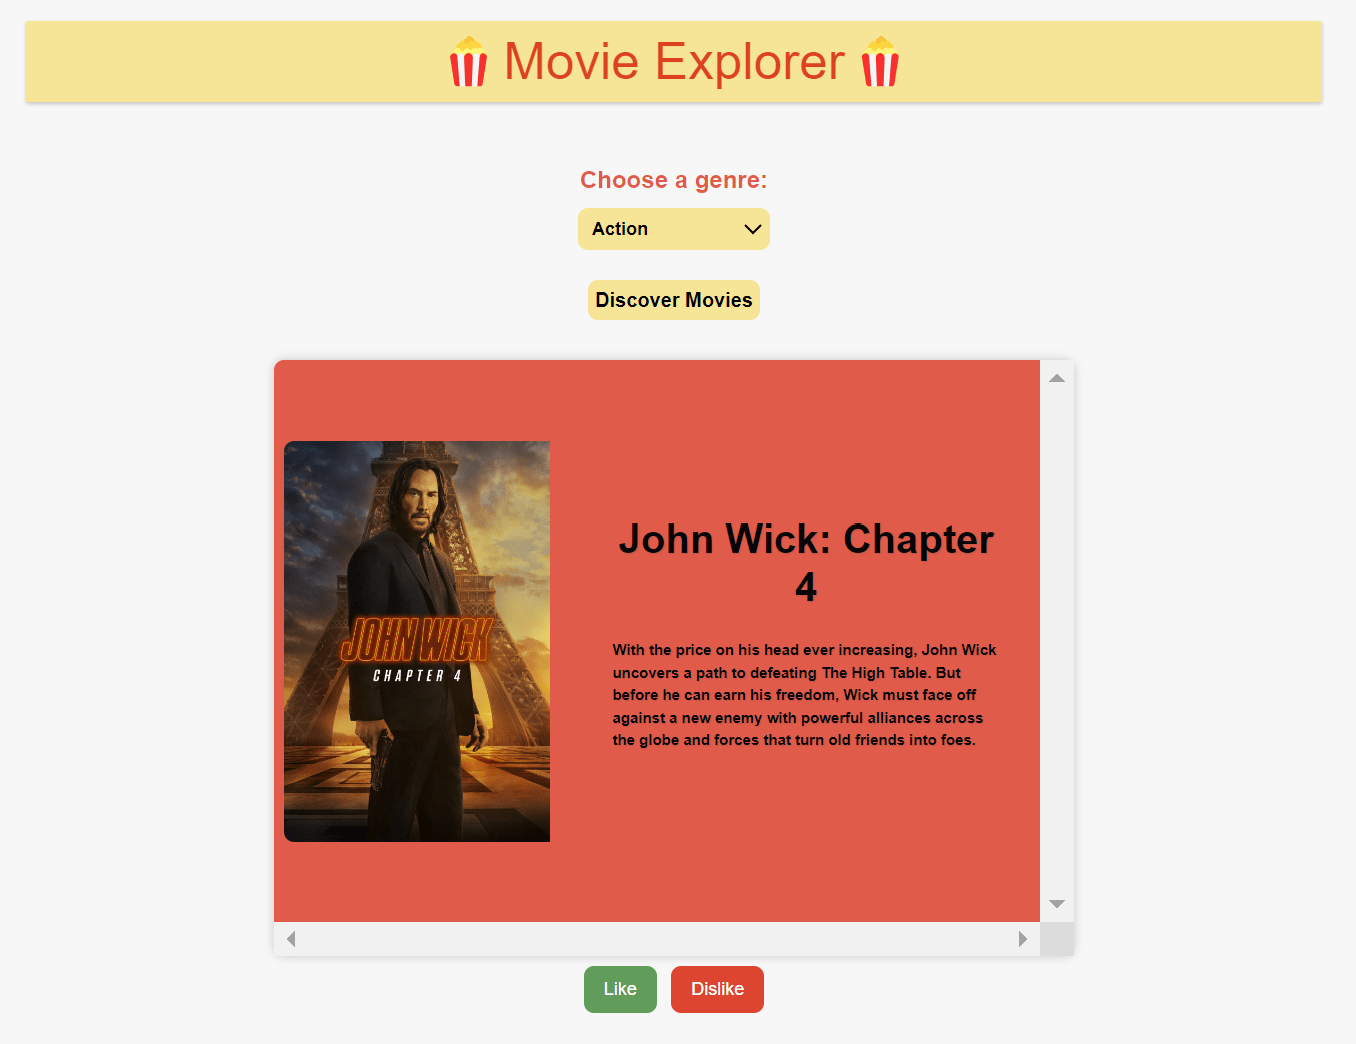 Movie Explorer
Choose a genre:
Action
Discover Movies
JOHN WICK
CHAPTER 4
John Wick: Chapter
4
With the price on his head ever increasing, John Wick
uncovers a path to defeating The High Table. But
before he can earn his freedom, Wick must face off
against a new enemy with powerful alliances across
the globe and forces that turn old friends into foes.
Like
Dislike